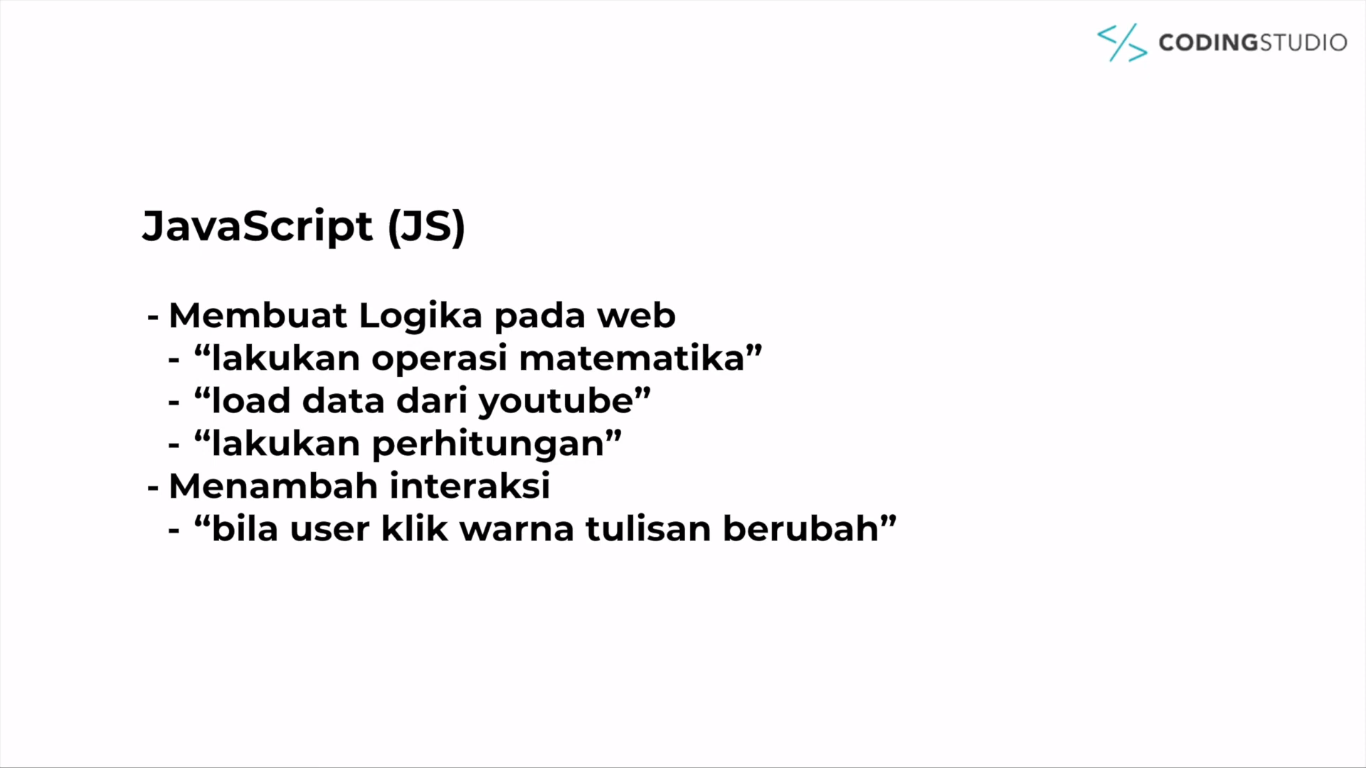 </> CODINGSTUDIO
JavaScript (JS)
- Membuat Logika pada web
- “lakukan operasi matematika”
- “load data dari youtube”
- “lakukan perhitungan”
- Menambah interaksi
- “bila user klik warna tulisan berubah”